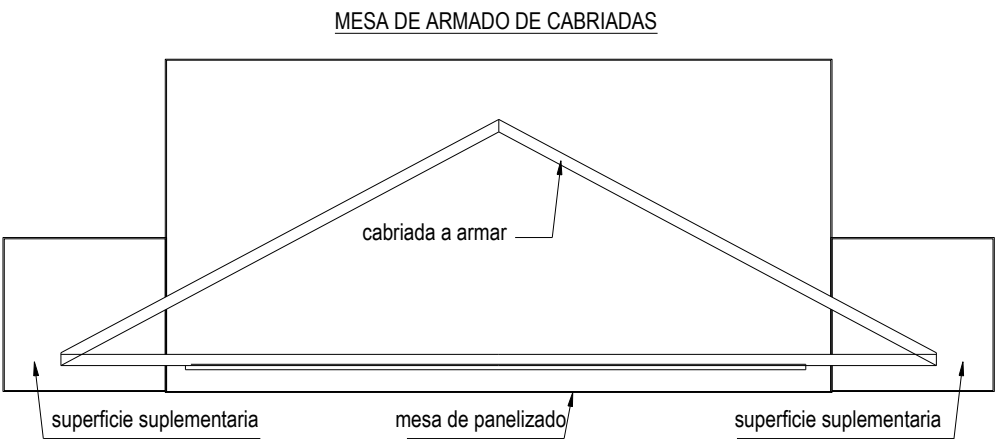 MESA DE ARMADO DE CABRIADAS
cabriada a armar
superficie suplementaria
mesa de panelizado
superficie suplementaria